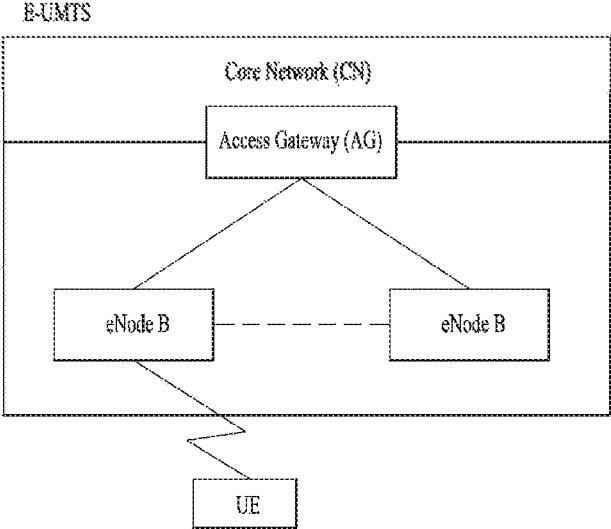 E-UMTS
Core Network (CN)
Access Gateway (AG)
eNode B
eNode B
UE